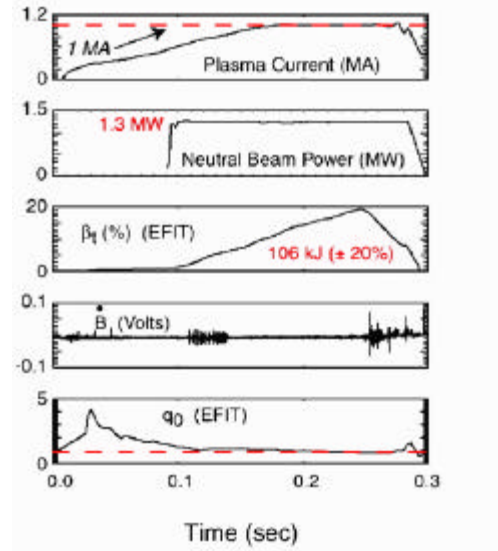 1.2
1 MA
Plasma Current (MA)
0
1.5
1.3 MW
Neutral Beam Power (MW)
0
20
βt (%) (EFIT)
106 kJ (± 20%)
0
0.1
Ḃ (Volts)
-0.1
5
q0 (EFIT)
0
0.0 0.1 0.2 0.3
Time (sec)